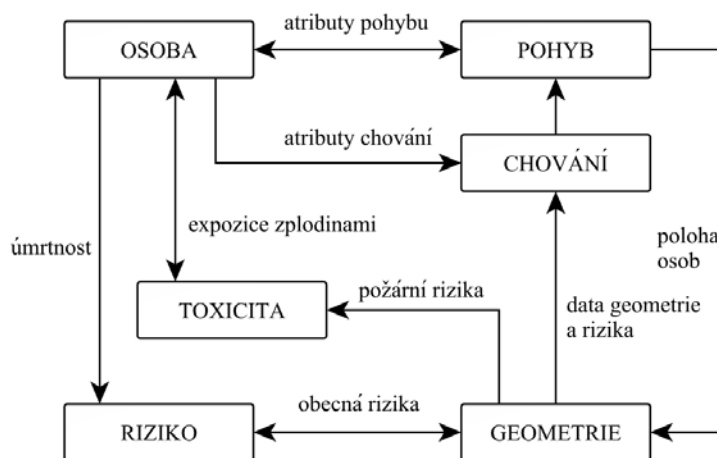 atributy pohybu
OSOBA
POHYB
atributy chování
CHOVÁNÍ
úmrtnost
expozice zplodinami
poloha
osob
TOXICITA
požární rizika
data geometrie
a rizika
obecná rizika
RIZIKO
GEOMETRIE